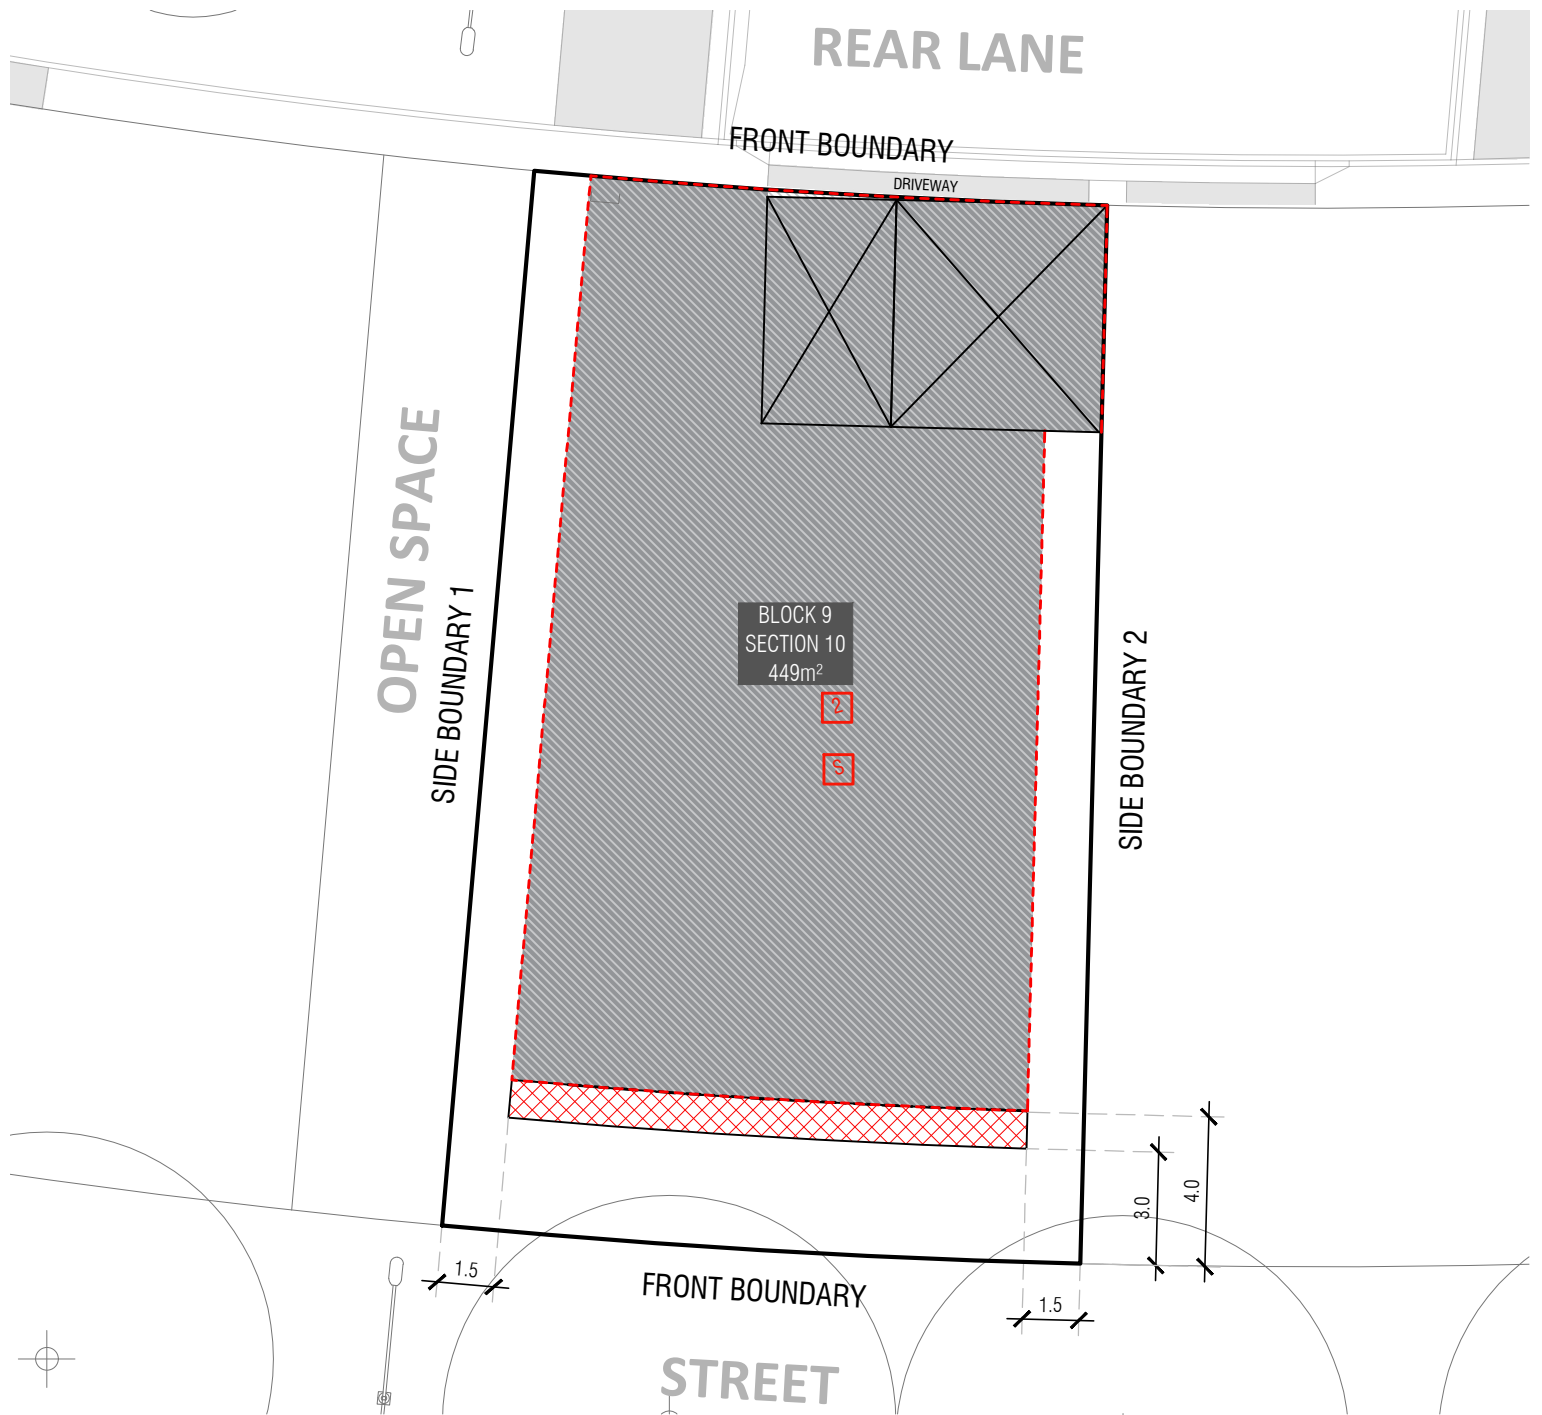 REAR LANE
FRONT BOUNDARY
DRIVEWAY
OPEN SPACE
SIDE BOUNDARY 1
BLOCK 9
SECTION 10
449m²
2
S
SIDE BOUNDARY 2
3.0
4.0
1.5
FRONT BOUNDARY
1.5
STREET